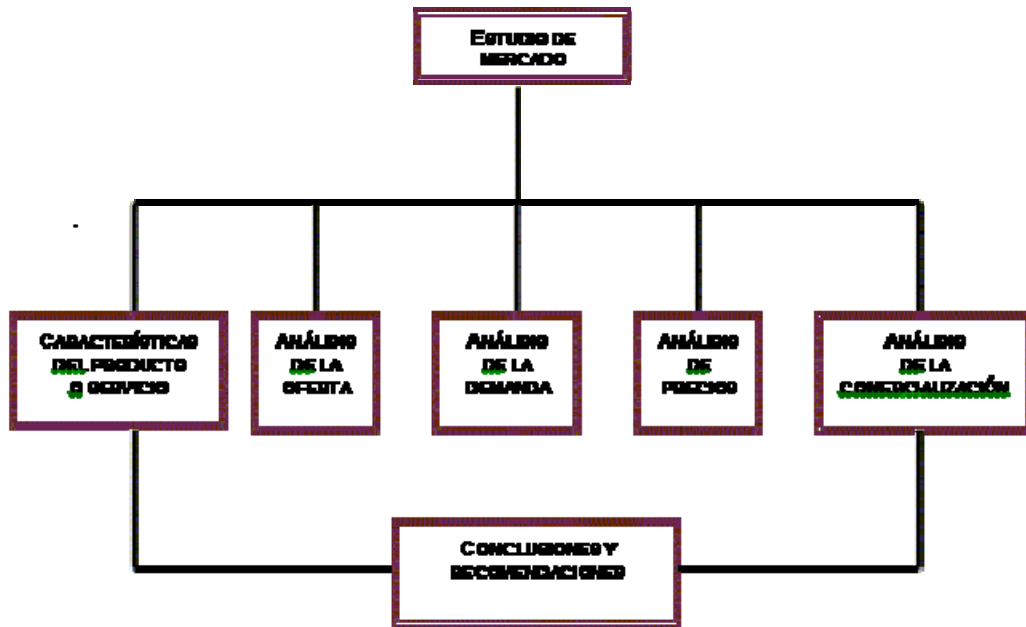 ESTUDIO DE
MERCADO
CARACTERÍSTICAS
DEL PRODUCTO
O SERVICIO
ANÁLISIS
DE LA
OFERTA
ANÁLISIS
DE LA
DEMANDA
ANÁLISIS
DE
PRECIOS
ANÁLISIS
DE LA
COMERCIALIZACIÓN
CONCLUSIONES Y
RECOMENDACIONES